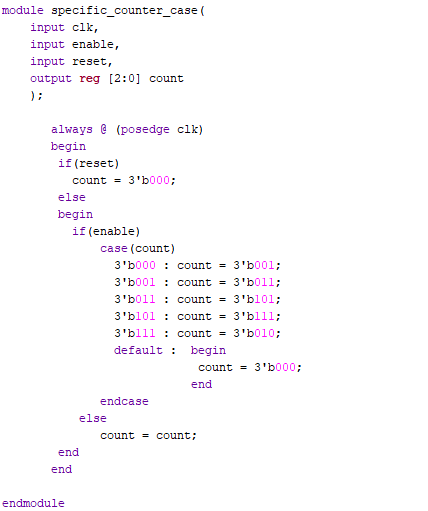 module specific_counter_case(
input clk,
input enable,
input reset,
output reg [2:0] count
);
always @ (posedge clk)
begin
if(reset)
count = 3'b000;
else
begin
if(enable)
case(count)
3'b000 : count = 3'b001;
3'b001 : count = 3'b011;
3'b011 : count = 3'b101;
3'b101 : count = 3'b111;
3'b111 : count = 3'b010;
default : begin
count = 3'b000;
end
endcase
else
count = count;
end
end
endmodule